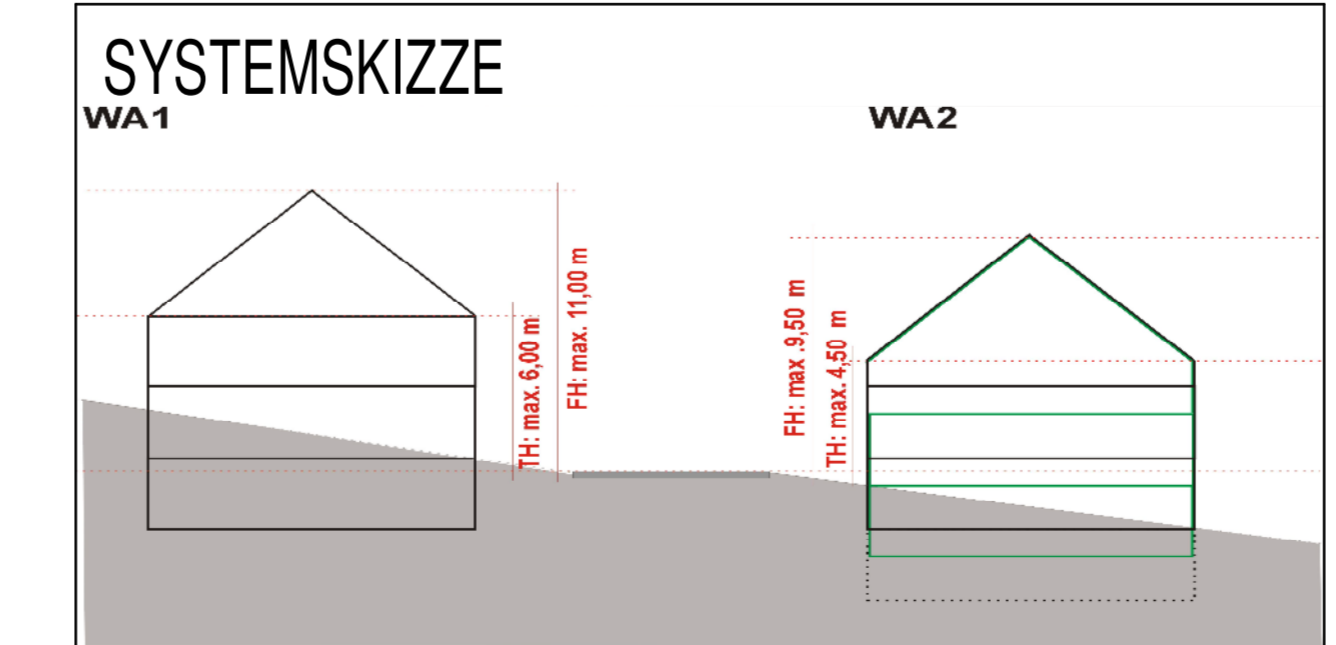 SYSTEMSKIZZE
WA1
WA2
TH: max. 6,00 m
FH: max. 11,00 m
FH: max .9,50 m
TH: max. 4,50 m